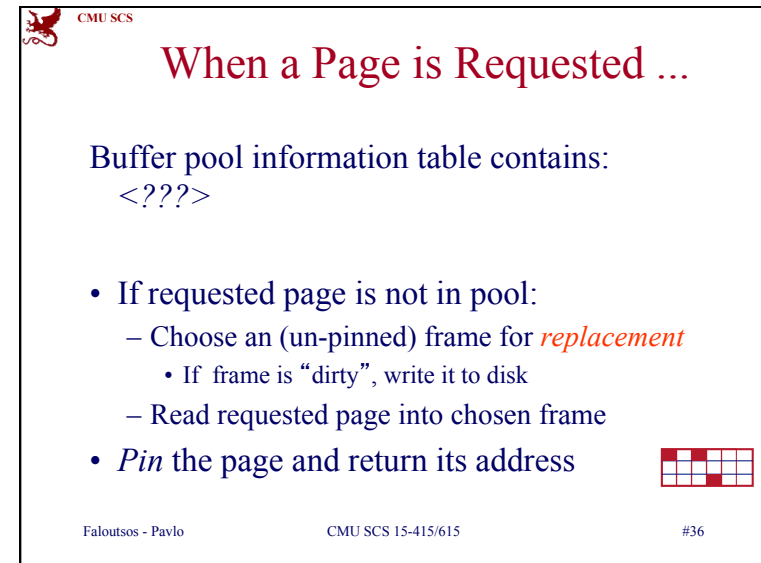 CMU SCS
When a Page is Requested ...
Buffer pool information table contains:
<???>
• If requested page is not in pool:
– Choose an (un-pinned) frame for replacement
• If frame is “dirty”, write it to disk
– Read requested page into chosen frame
• Pin the page and return its address
Faloutsos - Pavlo CMU SCS 15-415/615 #36